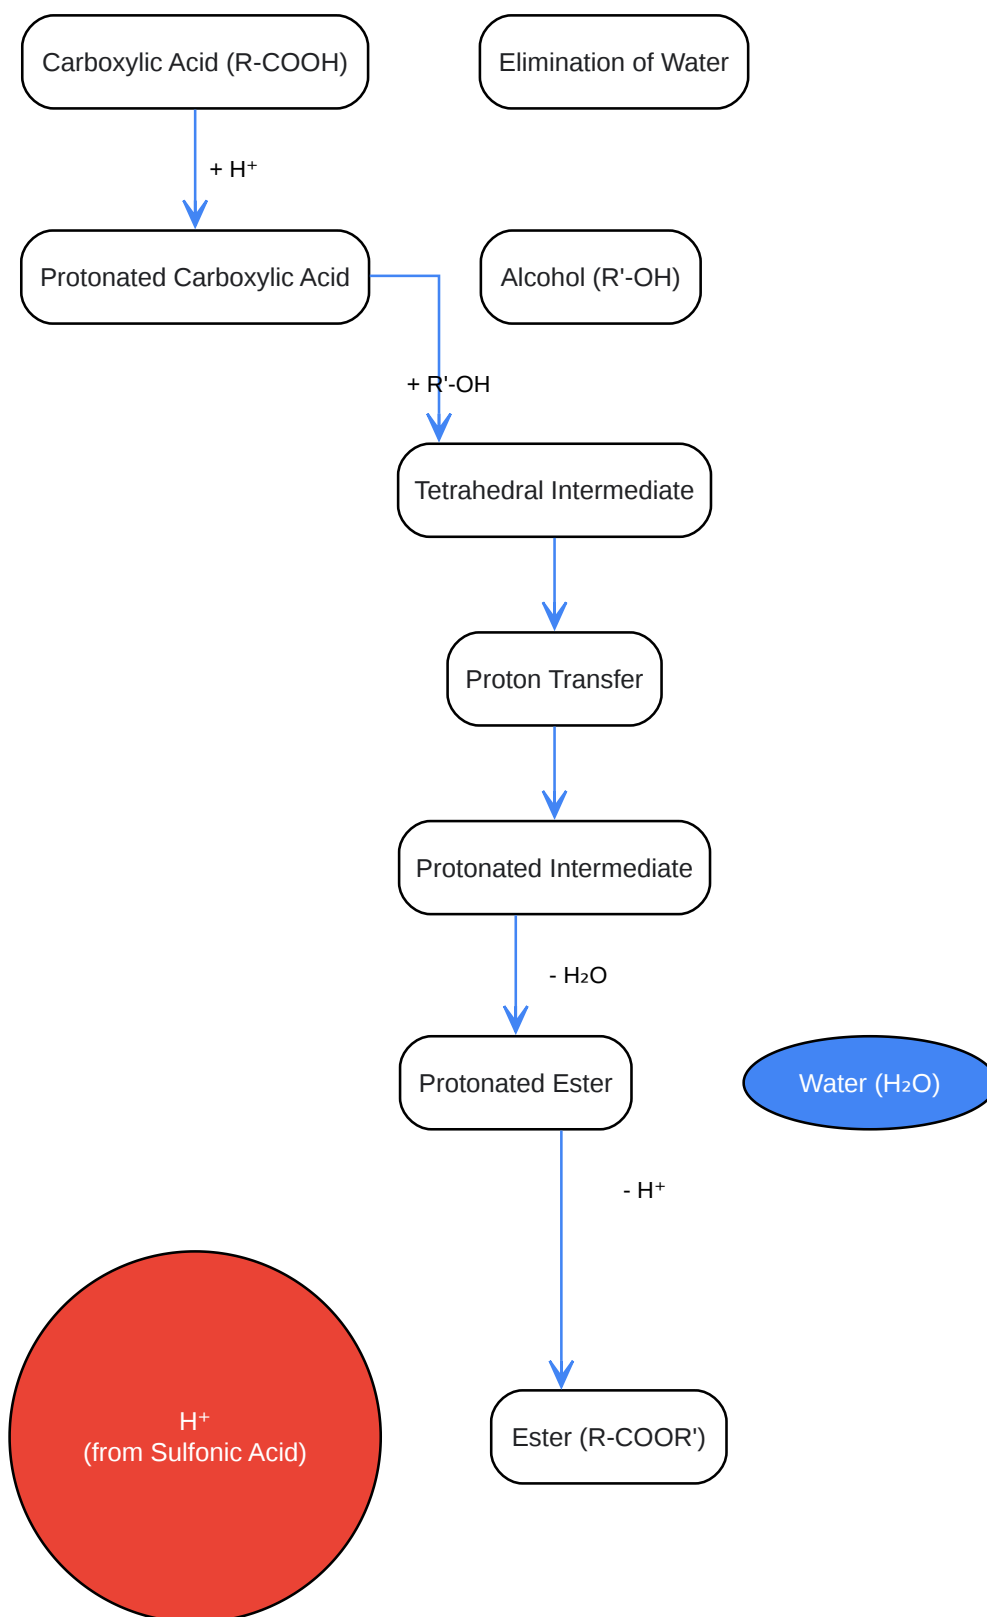 Carboxylic Acid (R-COOH)
Elimination of Water
+ H⁺
Protonated Carboxylic Acid
Alcohol (R'-OH)
+ R'-OH
Tetrahedral Intermediate
Proton Transfer
Protonated Intermediate
- H₂O
Protonated Ester
Water (H₂O)
- H⁺
H⁺
(from Sulfonic Acid)
Ester (R-COOR')